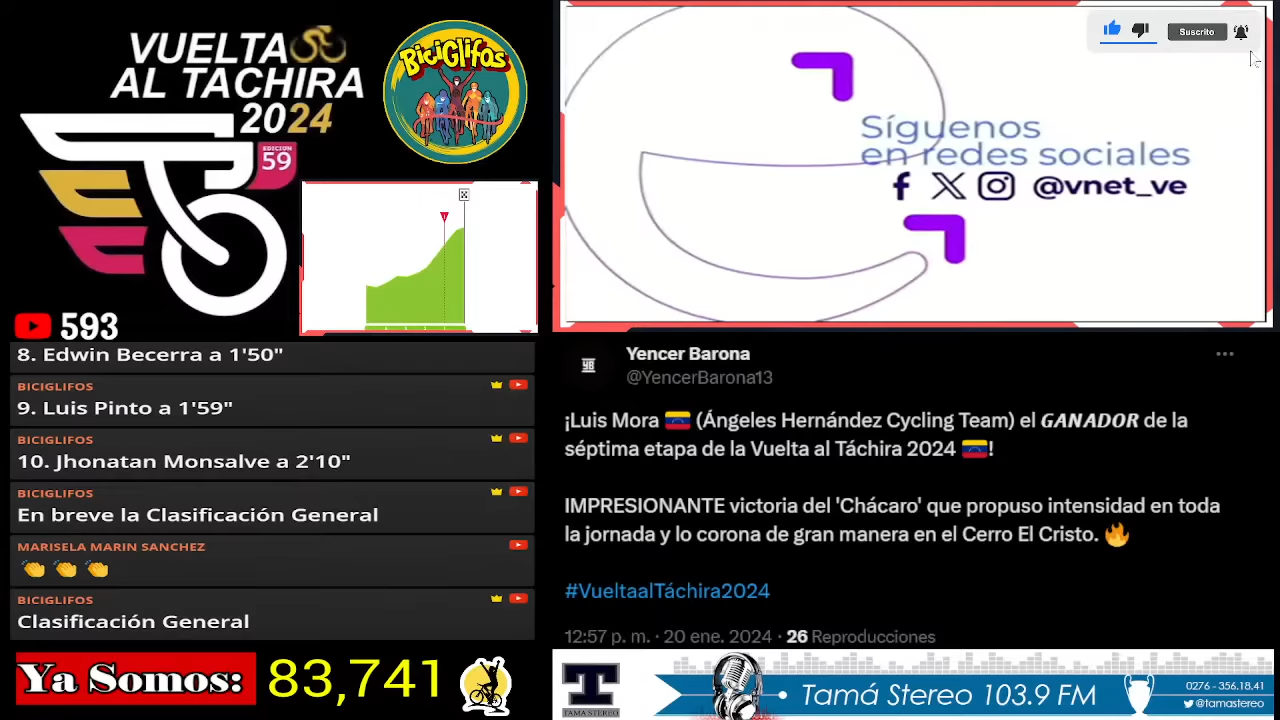 VUELTA
AL TACHIRA
2024
EDICION
59
BiciGlifos
593
8. Edwin Becerra a 1'50"
BICIGLIFOS
9. Luis Pinto a 1'59"
BICIGLIFOS
10. Jhonatan Monsalve a 2'10"
BICIGLIFOS
En breve la Clasificación General
MARISELA MARIN SANCHEZ
👏 👏 👏
BICIGLIFOS
Clasificación General
Ya Somos: 83,741
Suscrito
Síguenos
en redes sociales
@vnet_ve
Yencer Barona
@YencerBarona13
¡Luis Mora 🇻🇪 (Ángeles Hernández Cycling Team) el GANADOR de la
séptima etapa de la Vuelta al Táchira 2024 🇻🇪!
IMPRESIONANTE victoria del 'Chácaro' que propuso intensidad en toda
la jornada y lo corona de gran manera en el Cerro El Cristo. 🔥
#VueltaalTáchira2024
12:57 p. m. · 20 ene. 2024 · 26 Reproducciones
TAMA STEREO
Tamá Stereo 103.9 FM
0276 - 356.18.41
@tamastereo